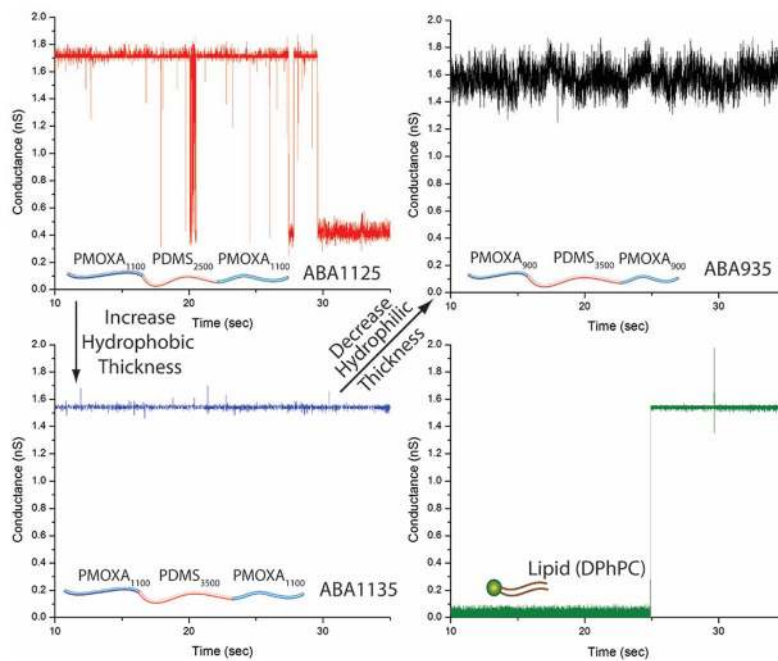 2.0
1.8
1.6
1.4
1.2
1.0
0.8
0.6
0.4
0.2
0.0
Conductance (nS)
PMOXA1100 PDMS2500 PMOXA1100
ABA1125
10 20 30
Time (sec)
2.0
1.8
1.6
1.4
1.2
1.0
0.8
0.6
0.4
0.2
0.0
Conductance (nS)
PMOXA900 PDMS3500 PMOXA900
ABA935
10 20 30
Time (sec)
Increase
Hydrophobic
Thickness
Decrease
Hydrophilic
Thickness
2.0
1.8
1.6
1.4
1.2
1.0
0.8
0.6
0.4
0.2
0.0
Conductance (nS)
PMOXA1100 PDMS3500 PMOXA1100
ABA1135
10 20 30
Time (sec)
2.0
1.8
1.6
1.4
1.2
1.0
0.8
0.6
0.4
0.2
0.0
Conductance (nS)
Lipid (DPhPC)
10 20 30
Time (sec)